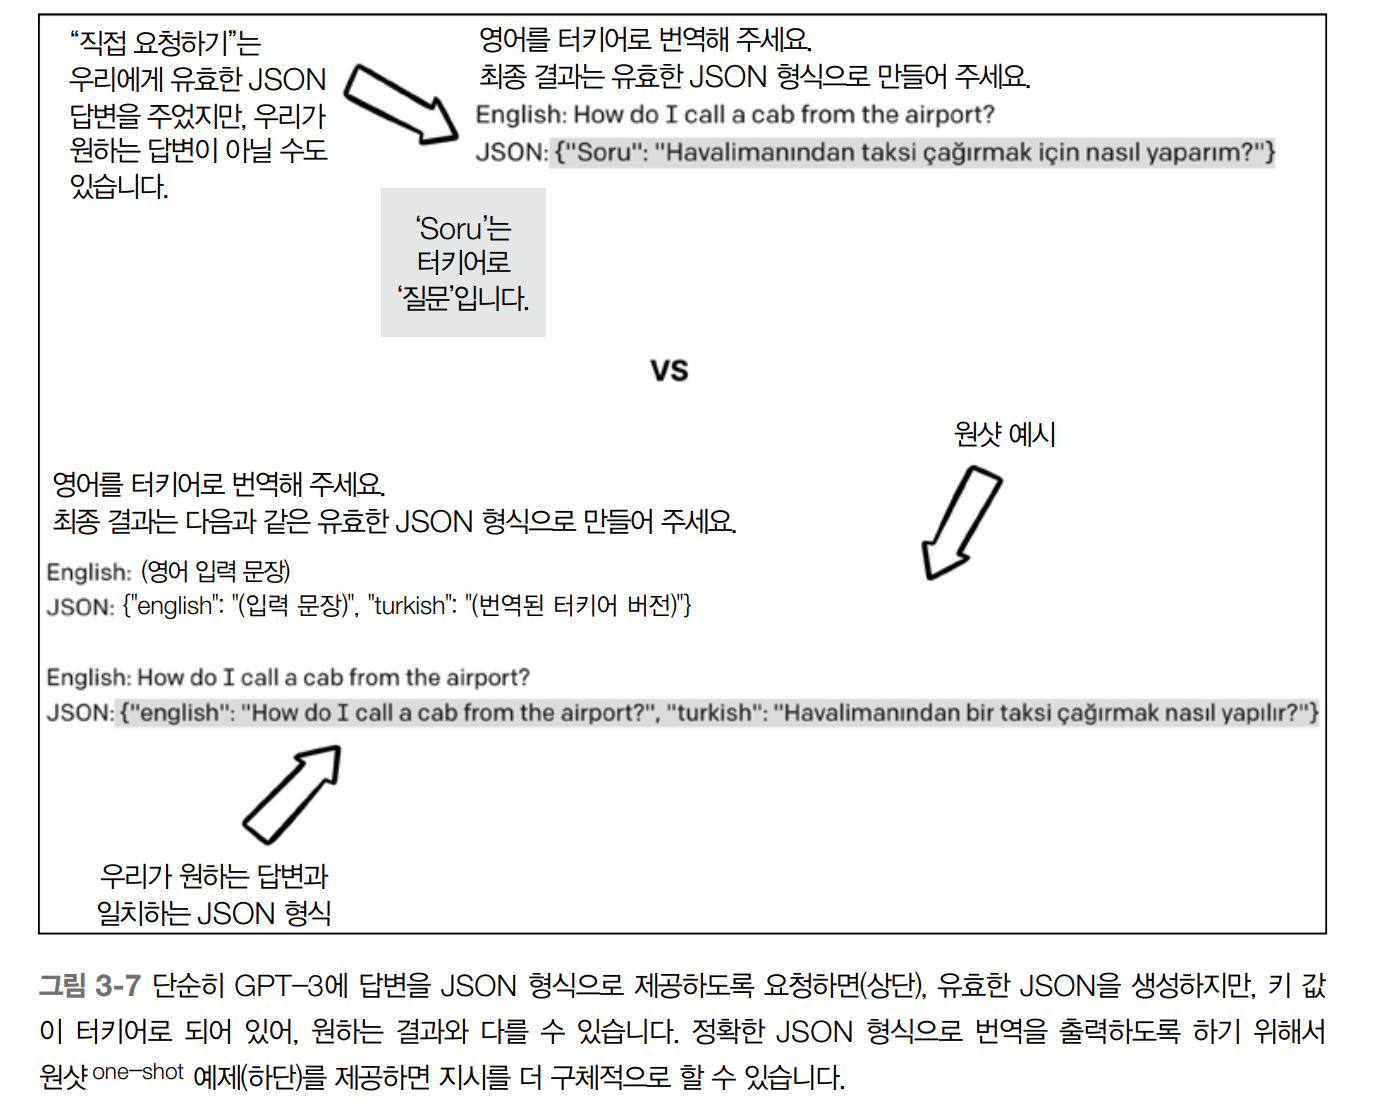 “직접 요청하기”는
우리에게 유효한 JSON
답변을 주었지만, 우리가
원하는 답변이 아닐 수도
있습니다.
영어를 터키어로 번역해 주세요.
최종 결과는 유효한 JSON 형식으로 만들어 주세요.
English: How do I call a cab from the airport?
JSON: {"Soru": "Havalimanından taksi çağırmak için nasıl yaparım?"}
‘Soru’는
터키어로
‘질문’입니다.
vs
원샷 예시
영어를 터키어로 번역해 주세요.
최종 결과는 다음과 같은 유효한 JSON 형식으로 만들어 주세요.
English: (영어 입력 문장)
JSON: {"english": "(입력 문장)", "turkish": "(번역된 터키어 버전)"}
English: How do I call a cab from the airport?
JSON: {"english": "How do I call a cab from the airport?", "turkish": "Havalimanından bir taksi çağırmak nasıl yapılır?"}
우리가 원하는 답변과
일치하는 JSON 형식
그림 3-7 단순히 GPT-3에 답변을 JSON 형식으로 제공하도록 요청하면(상단), 유효한 JSON을 생성하지만, 키 값
이 터키어로 되어 있어, 원하는 결과와 다를 수 있습니다. 정확한 JSON 형식으로 번역을 출력하도록 하기 위해서
원샷one-shot 예제(하단)를 제공하면 지시를 더 구체적으로 할 수 있습니다.